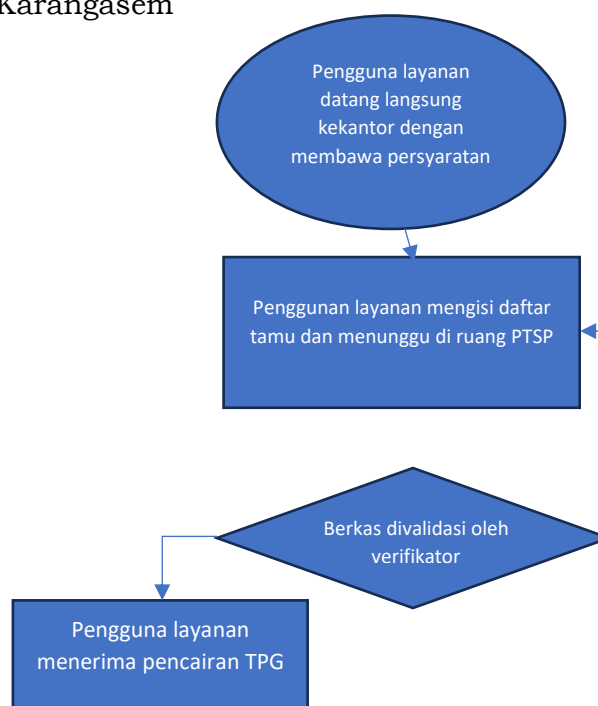 Karangasem
Pengguna layanan
datang langsung
kekantor dengan
membawa persyaratan
Penggunan layanan mengisi daftar
tamu dan menunggu di ruang PTSP
Berkas divalidasi oleh
verifikator
Pengguna layanan
menerima pencairan TPG